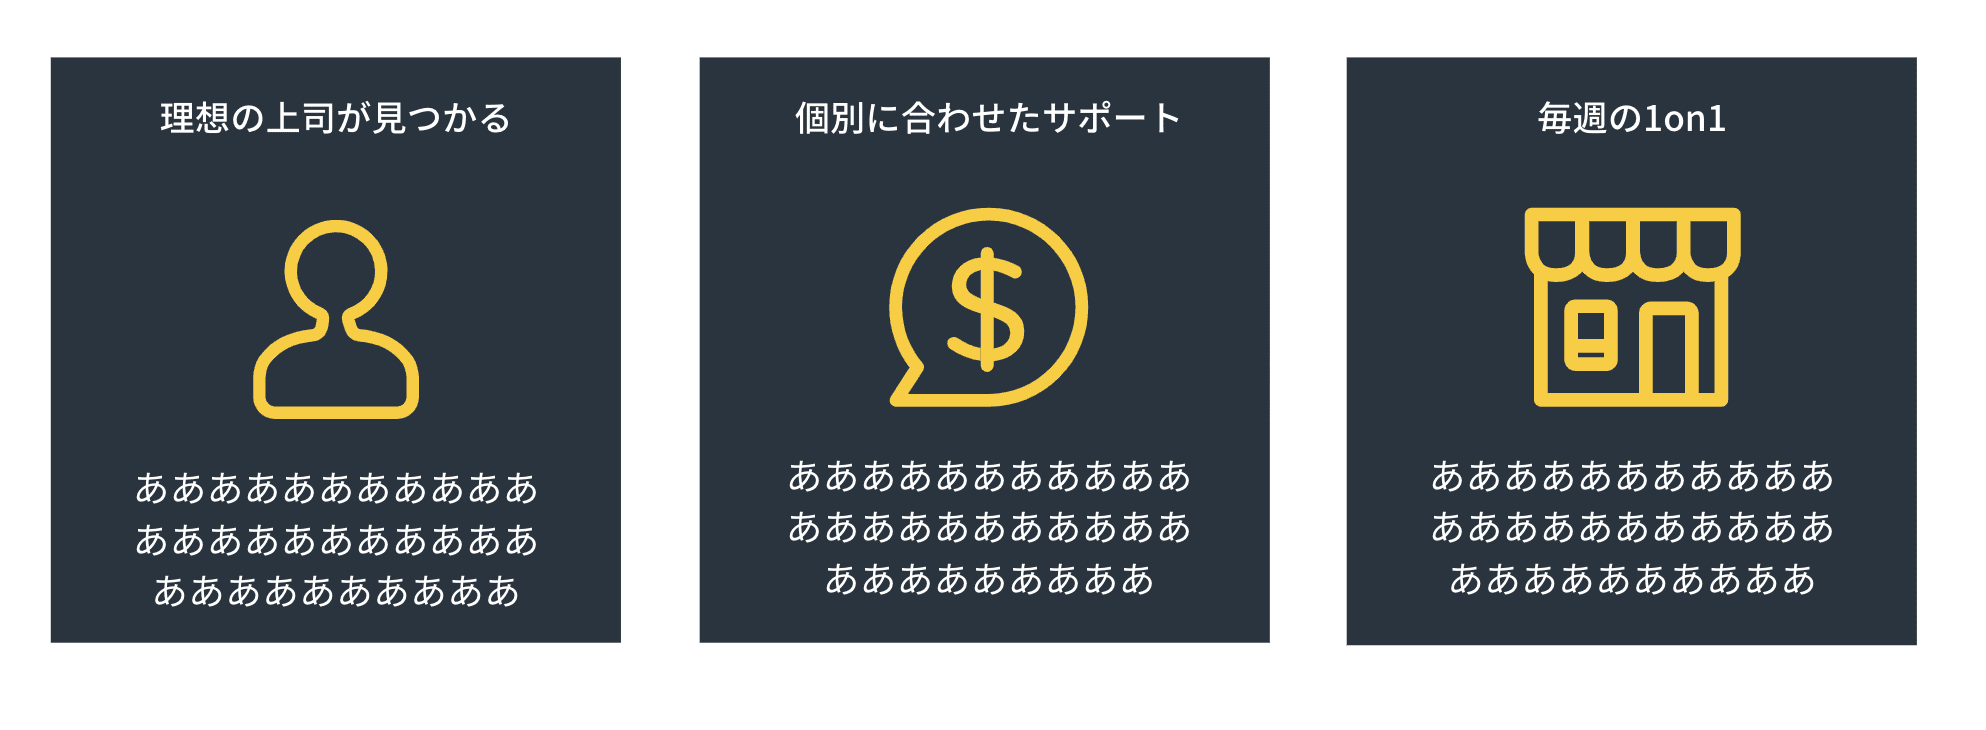 理想の上司が見つかる
あああああああああああ
あああああああああああ
ああああああああああ
個別に合わせたサポート
あああああああああああ
あああああああああああ
あああああああああ
毎週の1on1
あああああああああああ
あああああああああああ
ああああああああああ